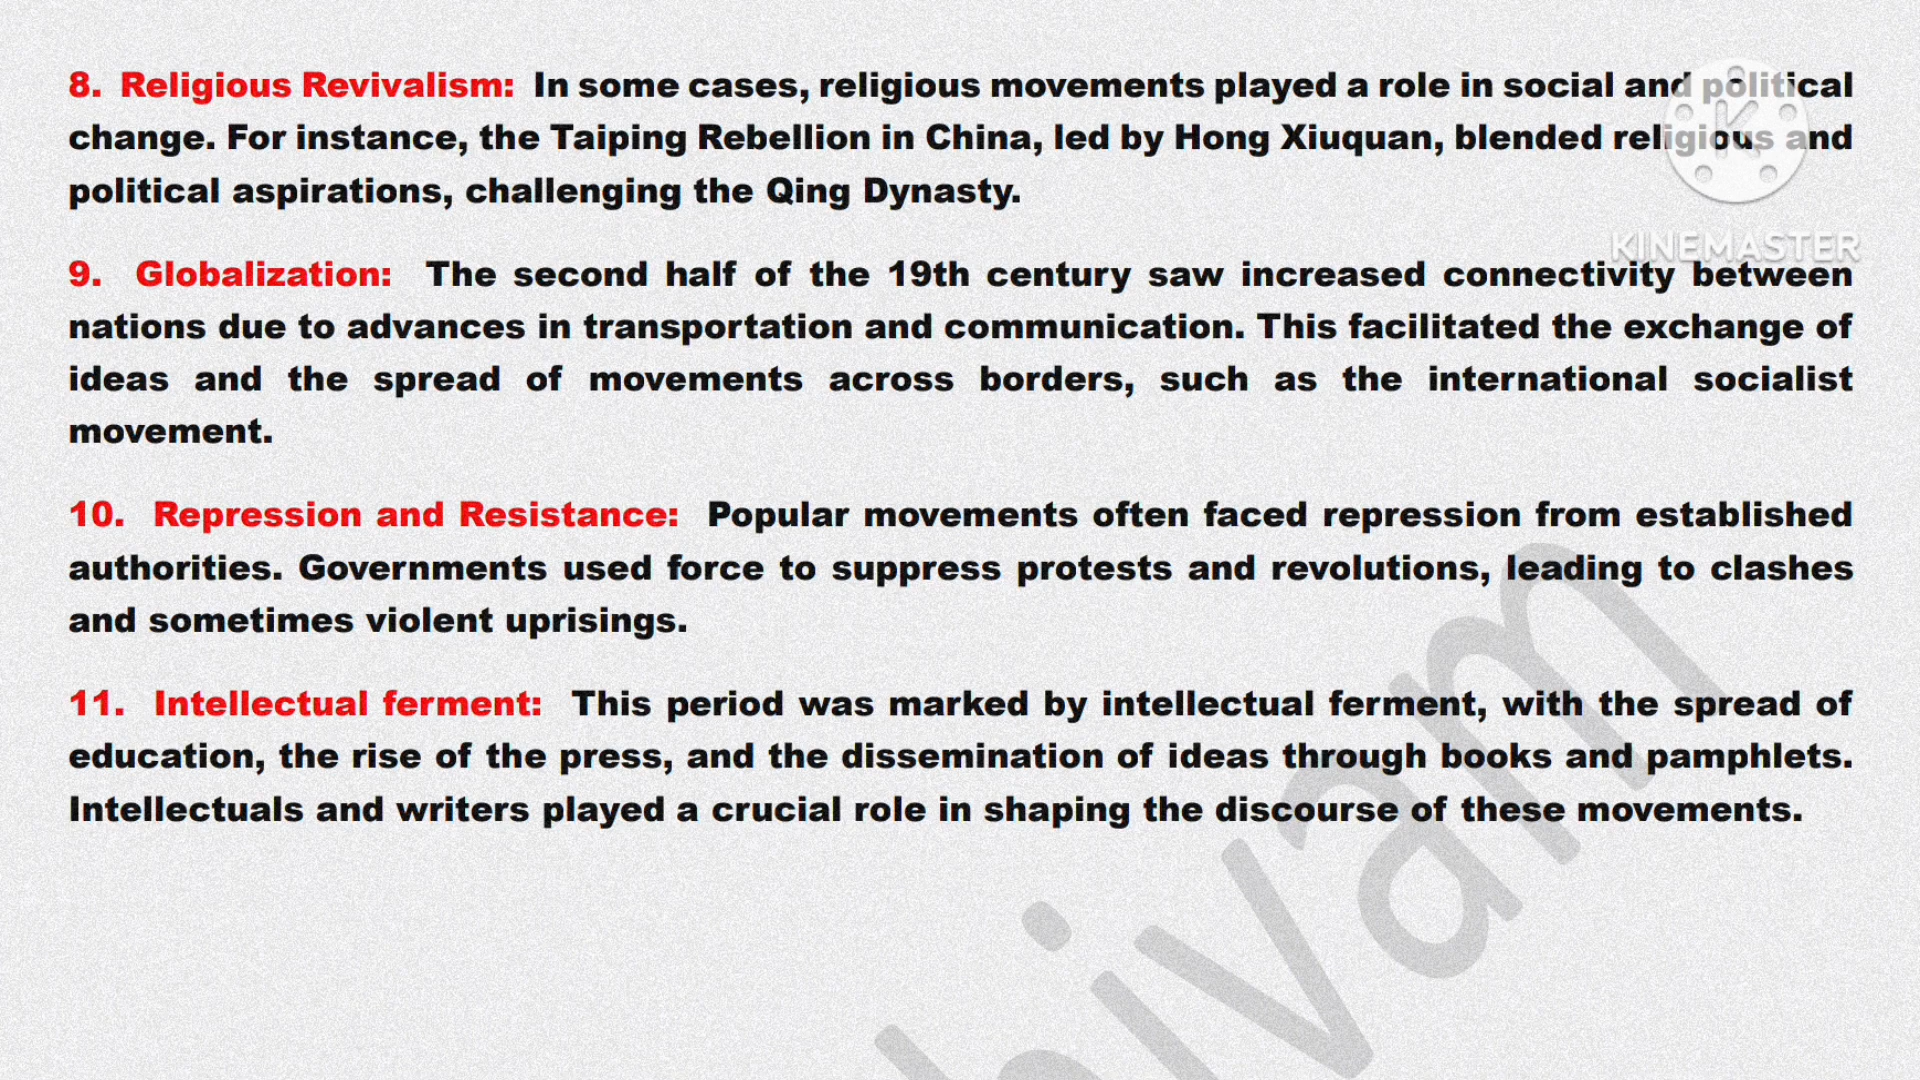 8. Religious Revivalism: In some cases, religious movements played a role in social and political
change. For instance, the Taiping Rebellion in China, led by Hong Xiuquan, blended religious and
political aspirations, challenging the Qing Dynasty.
KINEMASTER
9. Globalization: The second half of the 19th century saw increased connectivity between
nations due to advances in transportation and communication. This facilitated the exchange of
ideas and the spread of movements across borders, such as the international socialist
movement.
10. Repression and Resistance: Popular movements often faced repression from established
authorities. Governments used force to suppress protests and revolutions, leading to clashes
and sometimes violent uprisings.
11. Intellectual ferment: This period was marked by intellectual ferment, with the spread of
education, the rise of the press, and the dissemination of ideas through books and pamphlets.
Intellectuals and writers played a crucial role in shaping the discourse of these movements.